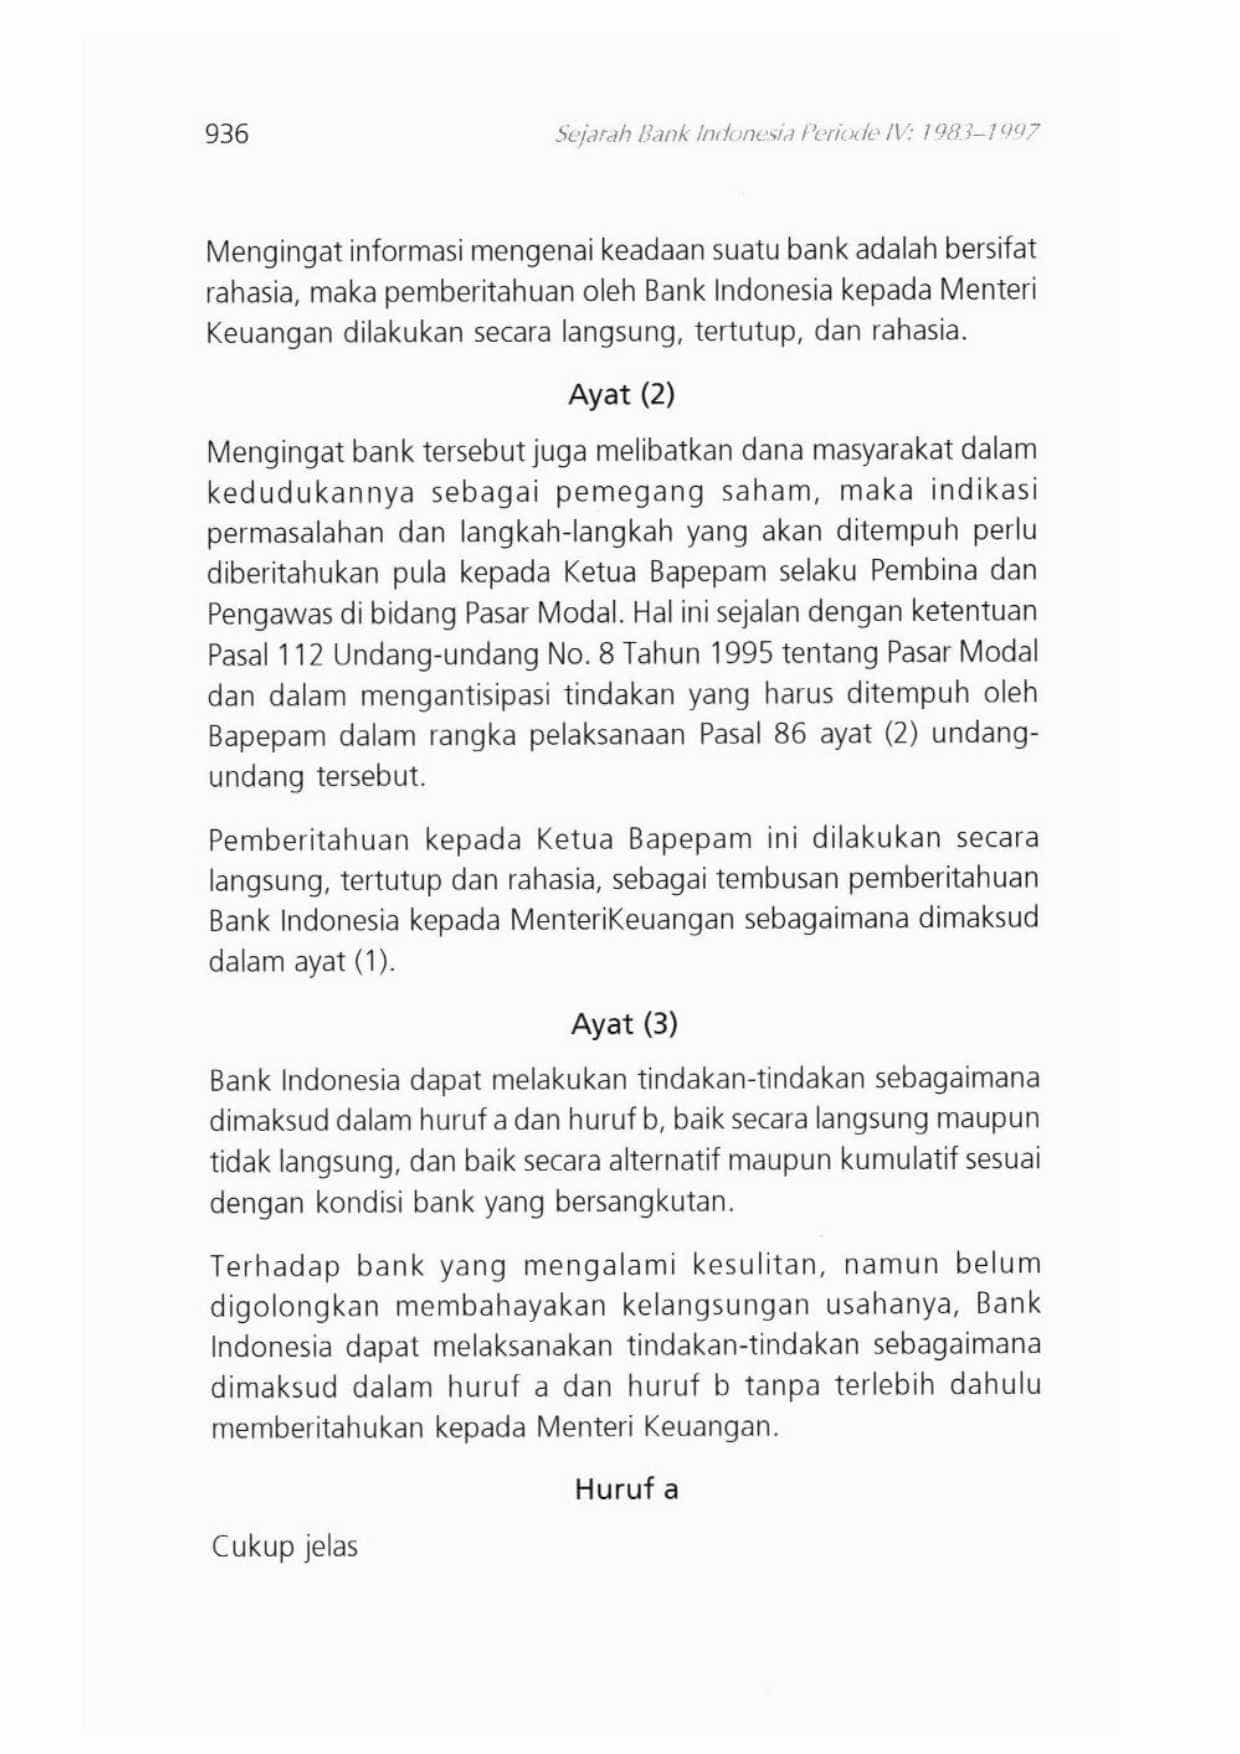 936
Sejarah Bank Indonesia Periode IV: 1983–1997
Mengingat informasi mengenai keadaan suatu bank adalah bersifat
rahasia, maka pemberitahuan oleh Bank Indonesia kepada Menteri
Keuangan dilakukan secara langsung, tertutup, dan rahasia.
Ayat (2)
Mengingat bank tersebut juga melibatkan dana masyarakat dalam
kedudukannya sebagai pemegang saham, maka indikasi
permasalahan dan langkah-langkah yang akan ditempuh perlu
diberitahukan pula kepada Ketua Bapepam selaku Pembina dan
Pengawas di bidang Pasar Modal. Hal ini sejalan dengan ketentuan
Pasal 112 Undang-undang No. 8 Tahun 1995 tentang Pasar Modal
dan dalam mengantisipasi tindakan yang harus ditempuh oleh
Bapepam dalam rangka pelaksanaan Pasal 86 ayat (2) undang-
undang tersebut.
Pemberitahuan kepada Ketua Bapepam ini dilakukan secara
langsung, tertutup dan rahasia, sebagai tembusan pemberitahuan
Bank Indonesia kepada MenteriKeuangan sebagaimana dimaksud
dalam ayat (1).
Ayat (3)
Bank Indonesia dapat melakukan tindakan-tindakan sebagaimana
dimaksud dalam huruf a dan huruf b, baik secara langsung maupun
tidak langsung, dan baik secara alternatif maupun kumulatif sesuai
dengan kondisi bank yang bersangkutan.
Terhadap bank yang mengalami kesulitan, namun belum
digolongkan membahayakan kelangsungan usahanya, Bank
Indonesia dapat melaksanakan tindakan-tindakan sebagaimana
dimaksud dalam huruf a dan huruf b tanpa terlebih dahulu
memberitahukan kepada Menteri Keuangan.
Huruf a
Cukup jelas